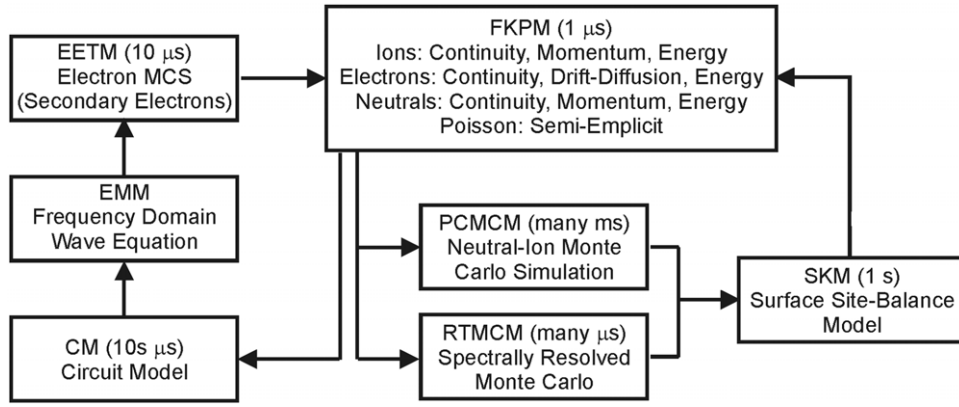 FKPM (1 μs)
Ions: Continuity, Momentum, Energy
Electrons: Continuity, Drift-Diffusion, Energy
Neutrals: Continuity, Momentum, Energy
Poisson: Semi-Emplicit
EETM (10 μs)
Electron MCS
(Secondary Electrons)
EMM
Frequency Domain
Wave Equation
CM (10s μs)
Circuit Model
PCMCM (many ms)
Neutral-Ion Monte
Carlo Simulation
RTMCM (many μs)
Spectrally Resolved
Monte Carlo
SKM (1 s)
Surface Site-Balance
Model